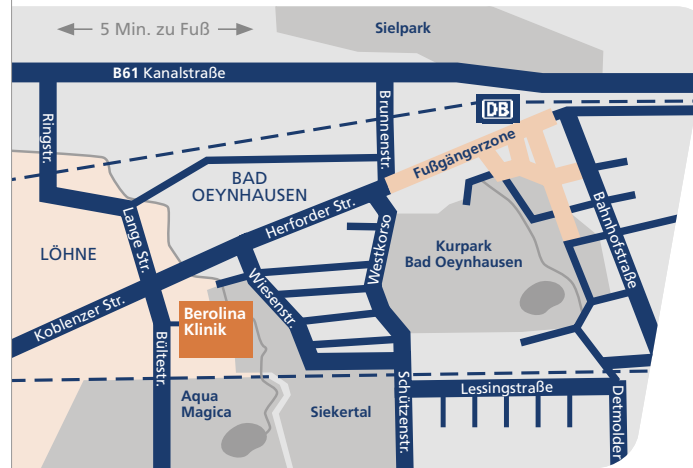 Sielpark
5 Min. zu Fuß
B61 Kanalstraße
DB
Ringstr.
Brunnenstr.
Fußgängerzone
BAD
OEYNHAUSEN
Herforder Str.
Bahnhofstraße
Lange Str.
Westkorso
LÖHNE
Kurpark
Bad Oeynhausen
Wiesenstr.
Koblenzer Str.
Berolina
Klinik
Bültestr.
Schützenstr.
Lessingstraße
Detmolder
Aqua
Magica
Siekertal